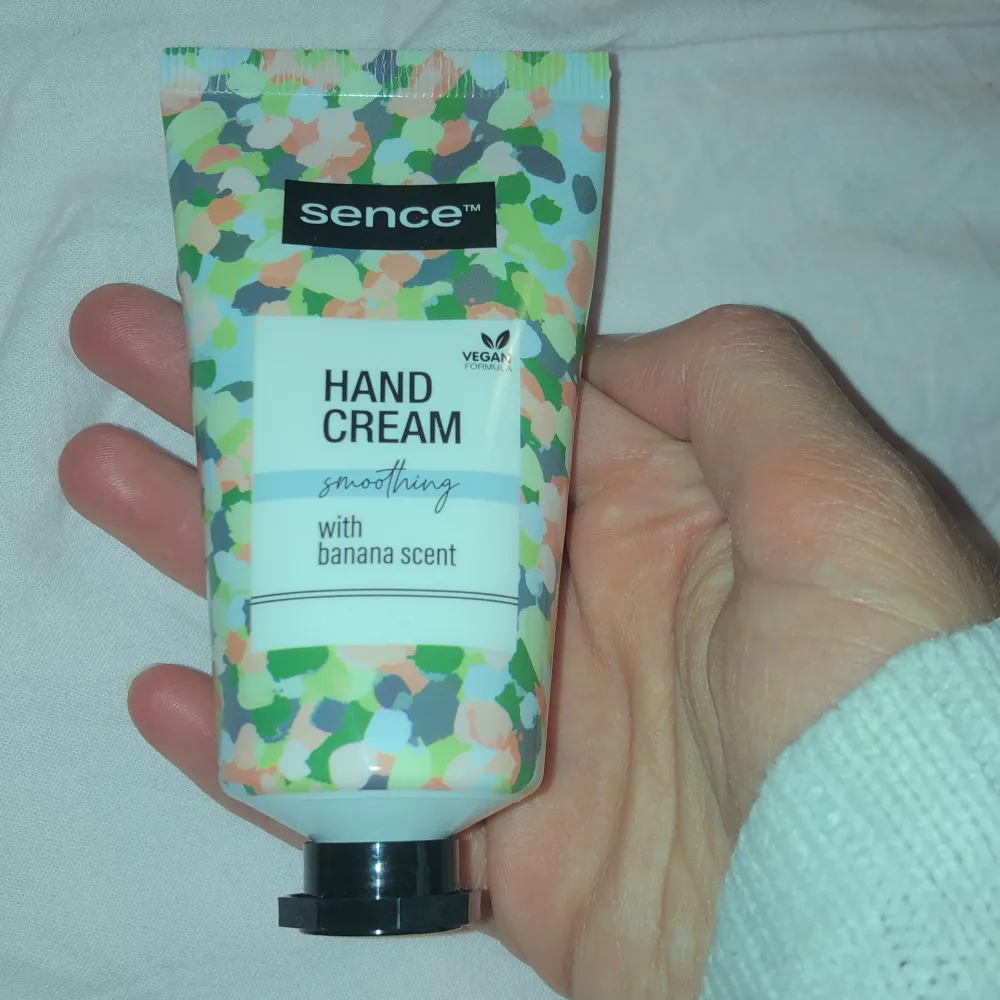 sence™
VEGAN
FORMULA
HAND
CREAM
smoothing
with
banana scent